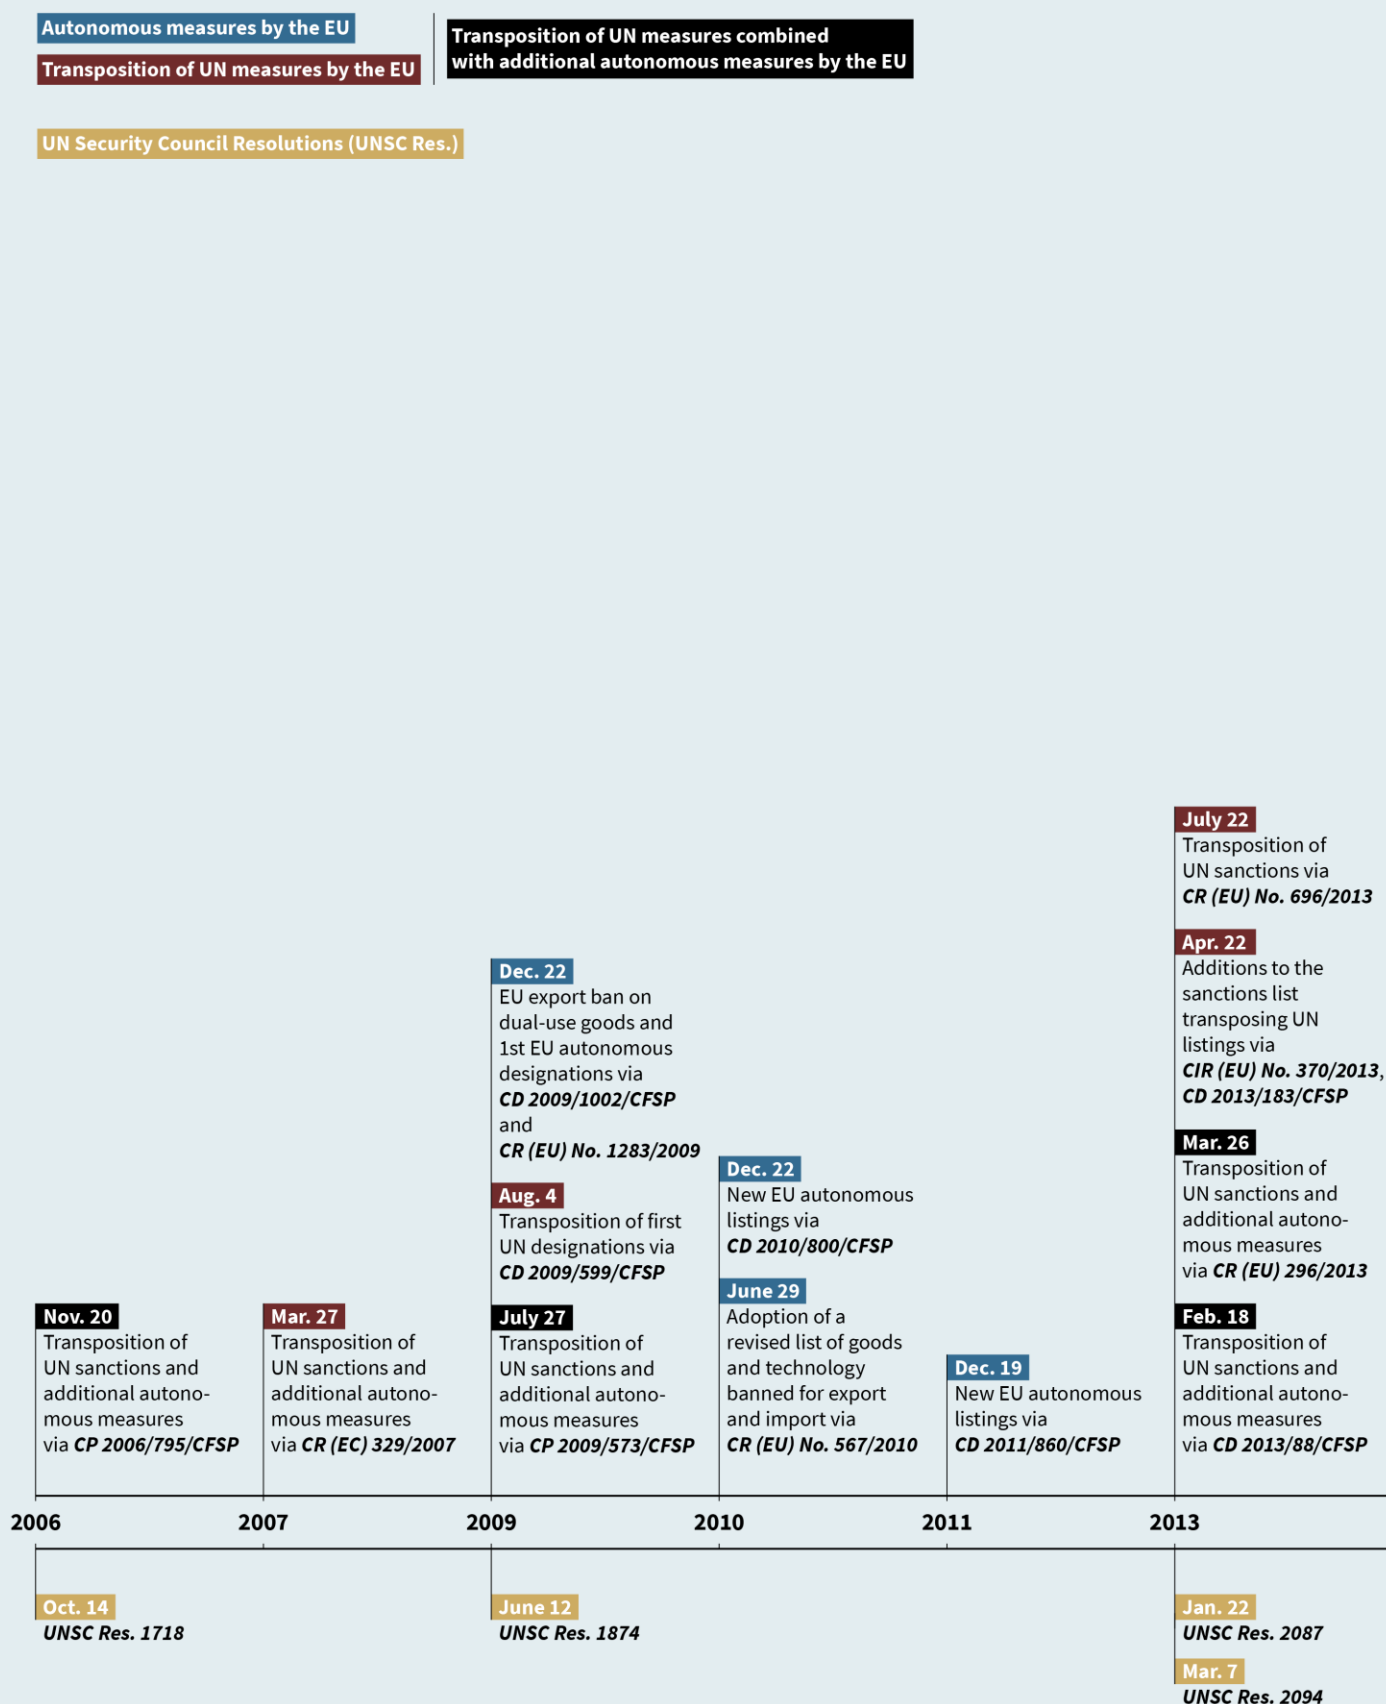 Autonomous measures by the EU
Transposition of UN measures by the EU
Transposition of UN measures combined
with additional autonomous measures by the EU
UN Security Council Resolutions (UNSC Res.)
Nov. 20
Transposition of
UN sanctions and
additional autono-
mous measures
via CP 2006/795/CFSP
Mar. 27
Transposition of
UN sanctions and
additional autono-
mous measures
via CR (EC) 329/2007
Dec. 22
EU export ban on
dual-use goods and
1st EU autonomous
designations via
CD 2009/1002/CFSP
and
CR (EU) No. 1283/2009
Aug. 4
Transposition of first
UN designations via
CD 2009/599/CFSP
July 27
Transposition of
UN sanctions and
additional autono-
mous measures
via CP 2009/573/CFSP
Dec. 22
New EU autonomous
listings via
CD 2010/800/CFSP
June 29
Adoption of a
revised list of goods
and technology
banned for export
and import via
CR (EU) No. 567/2010
Dec. 19
New EU autonomous
listings via
CD 2011/860/CFSP
July 22
Transposition of
UN sanctions via
CR (EU) No. 696/2013
Apr. 22
Additions to the
sanctions list
transposing UN
listings via
CIR (EU) No. 370/2013,
CD 2013/183/CFSP
Mar. 26
Transposition of
UN sanctions and
additional autono-
mous measures
via CR (EU) 296/2013
Feb. 18
Transposition of
UN sanctions and
additional autono-
mous measures
via CD 2013/88/CFSP
2006 2007 2009 2010 2011 2013
Oct. 14
UNSC Res. 1718
June 12
UNSC Res. 1874
Jan. 22
UNSC Res. 2087
Mar. 7
UNSC Res. 2094